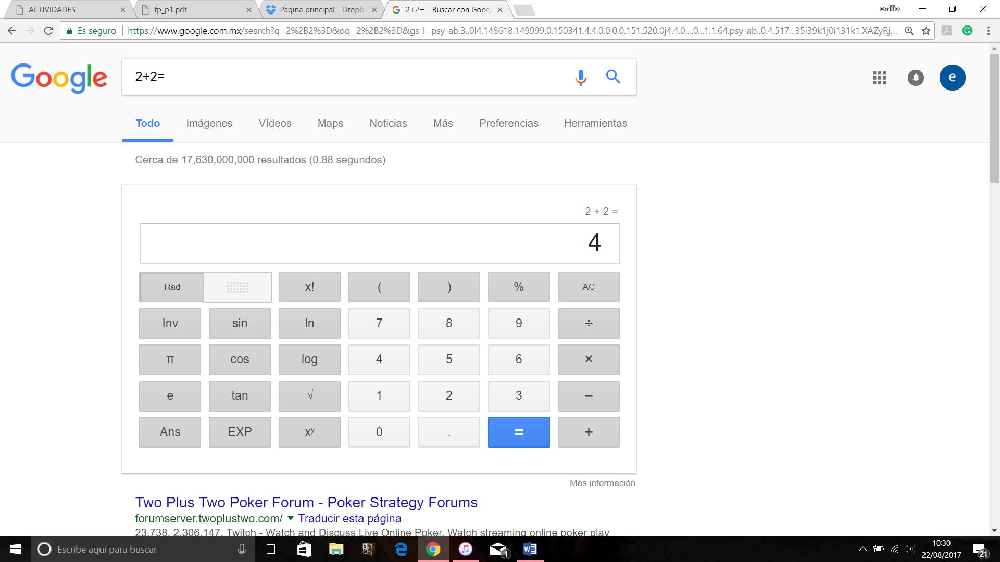 ACTIVIDADES
fp_p1.pdf
Página principal - Dropb
2+2= - Buscar con Goog
emilio
Es seguro
https://www.google.com.mx/search?q=2%2B2%3D&oq=2%2B2%3D&gs_l=psy-ab.3..0l4.148618.149999.0.150341.4.4.0.0.0.0.151.520.0j4.4.0....0...1.1.64.psy-ab..0.4.517...35i39k1j0i131k1.XAZyRj...
Google
2+2=
e
Todo Imágenes Vídeos Maps Noticias Más Preferencias Herramientas
Cerca de 17,630,000,000 resultados (0.88 segundos)
2 + 2 =
4
Rad x! ( ) % AC
Inv sin ln 7 8 9 ÷
π cos log 4 5 6 ×
e tan √ 1 2 3 −
Ans EXP xʸ 0 . = +
Más información
Two Plus Two Poker Forum - Poker Strategy Forums
forumserver.twoplustwo.com/ ▼ Traducir esta página
23,738, 2,306,147. Twitch - Watch and Discuss Live Online Poker. Watch streaming online poker play
Escribe aquí para buscar
1
10:30
22/08/2017
21